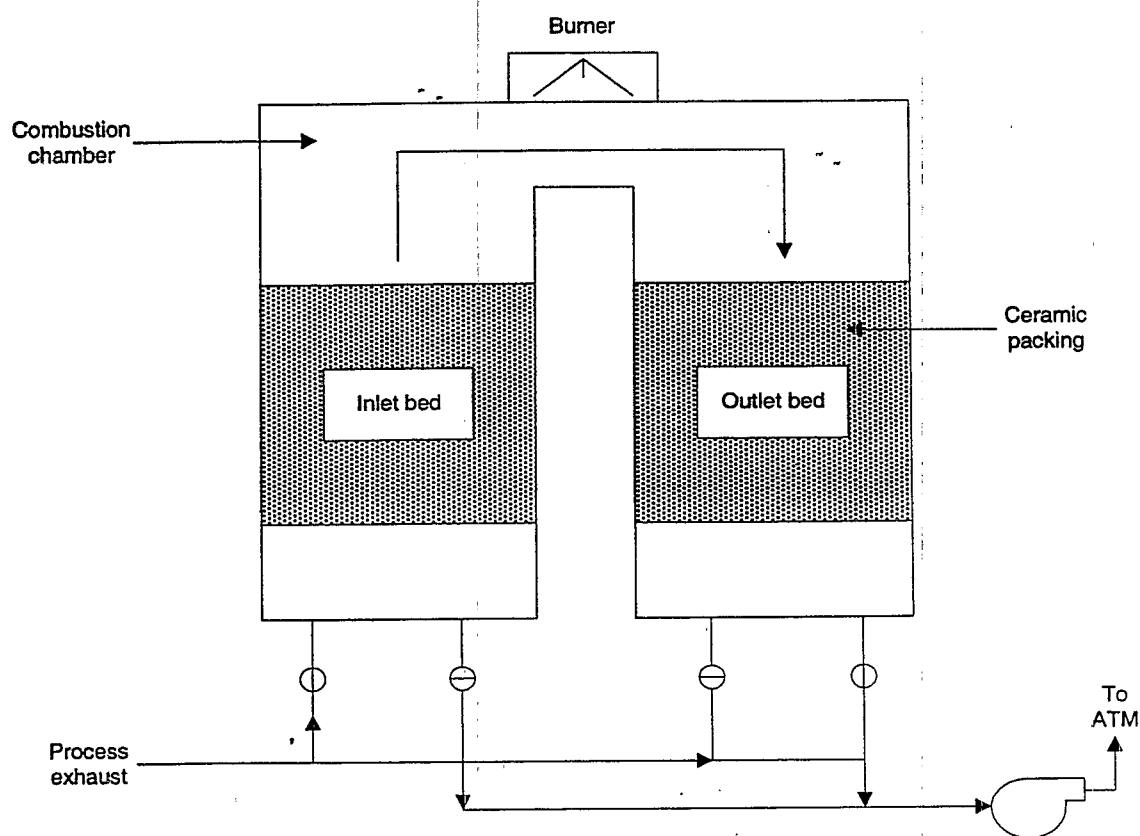 Burner
Combustion
chamber
Ceramic
packing
Inlet bed
Outlet bed
To
ATM
Process
exhaust